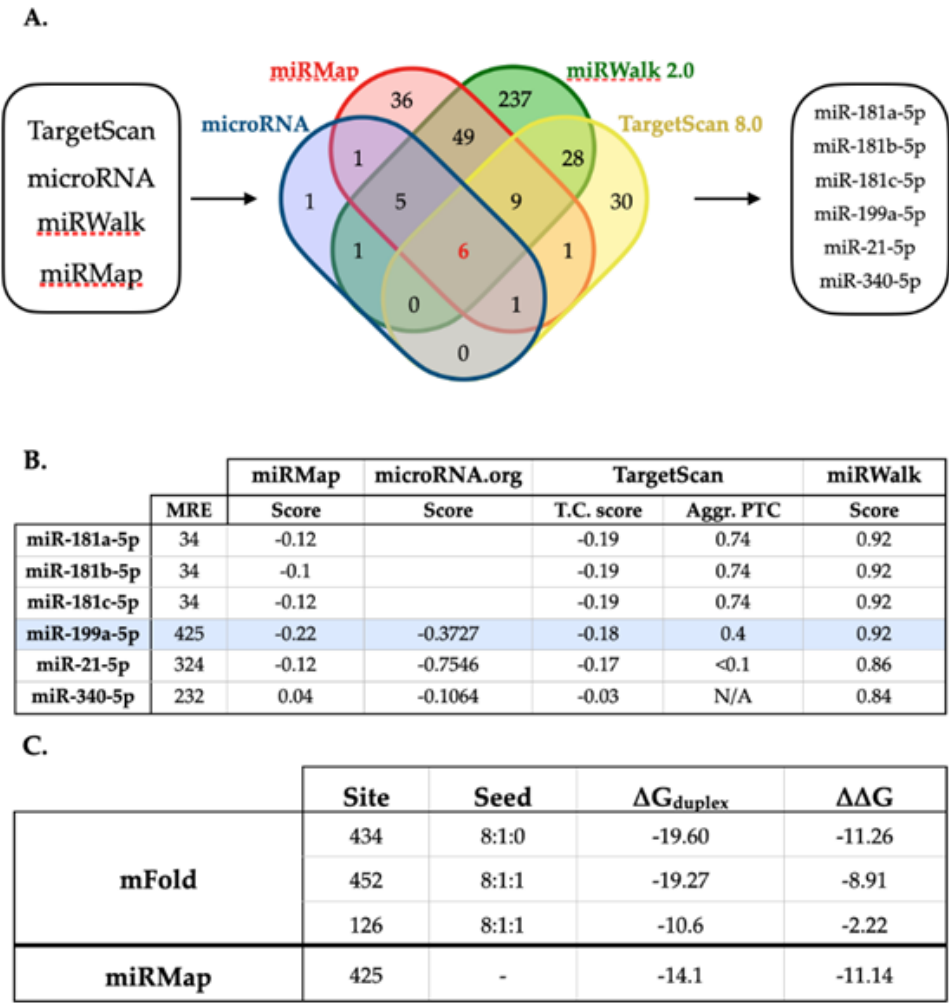 A.
miRMap
miRWalk 2.0
microRNA
TargetScan 8.0
TargetScan
microRNA
miRWalk
miRMap
36
237
1
49
28
1
5
9
30
1
6
1
0
1
0
miR-181a-5p
miR-181b-5p
miR-181c-5p
miR-199a-5p
miR-21-5p
miR-340-5p
B.
miRMap microRNA.org TargetScan miRWalk
MRE Score Score T.C. score Aggr. PTC Score
miR-181a-5p 34 -0.12 -0.19 0.74 0.92
miR-181b-5p 34 -0.1 -0.19 0.74 0.92
miR-181c-5p 34 -0.12 -0.19 0.74 0.92
miR-199a-5p 425 -0.22 -0.3727 -0.18 0.4 0.92
miR-21-5p 324 -0.12 -0.7546 -0.17 <0.1 0.86
miR-340-5p 232 0.04 -0.1064 -0.03 N/A 0.84
C.
Site Seed ΔGduplex ΔΔG
mFold
434 8:1:0 -19.60 -11.26
452 8:1:1 -19.27 -8.91
126 8:1:1 -10.6 -2.22
miRMap 425 - -14.1 -11.14